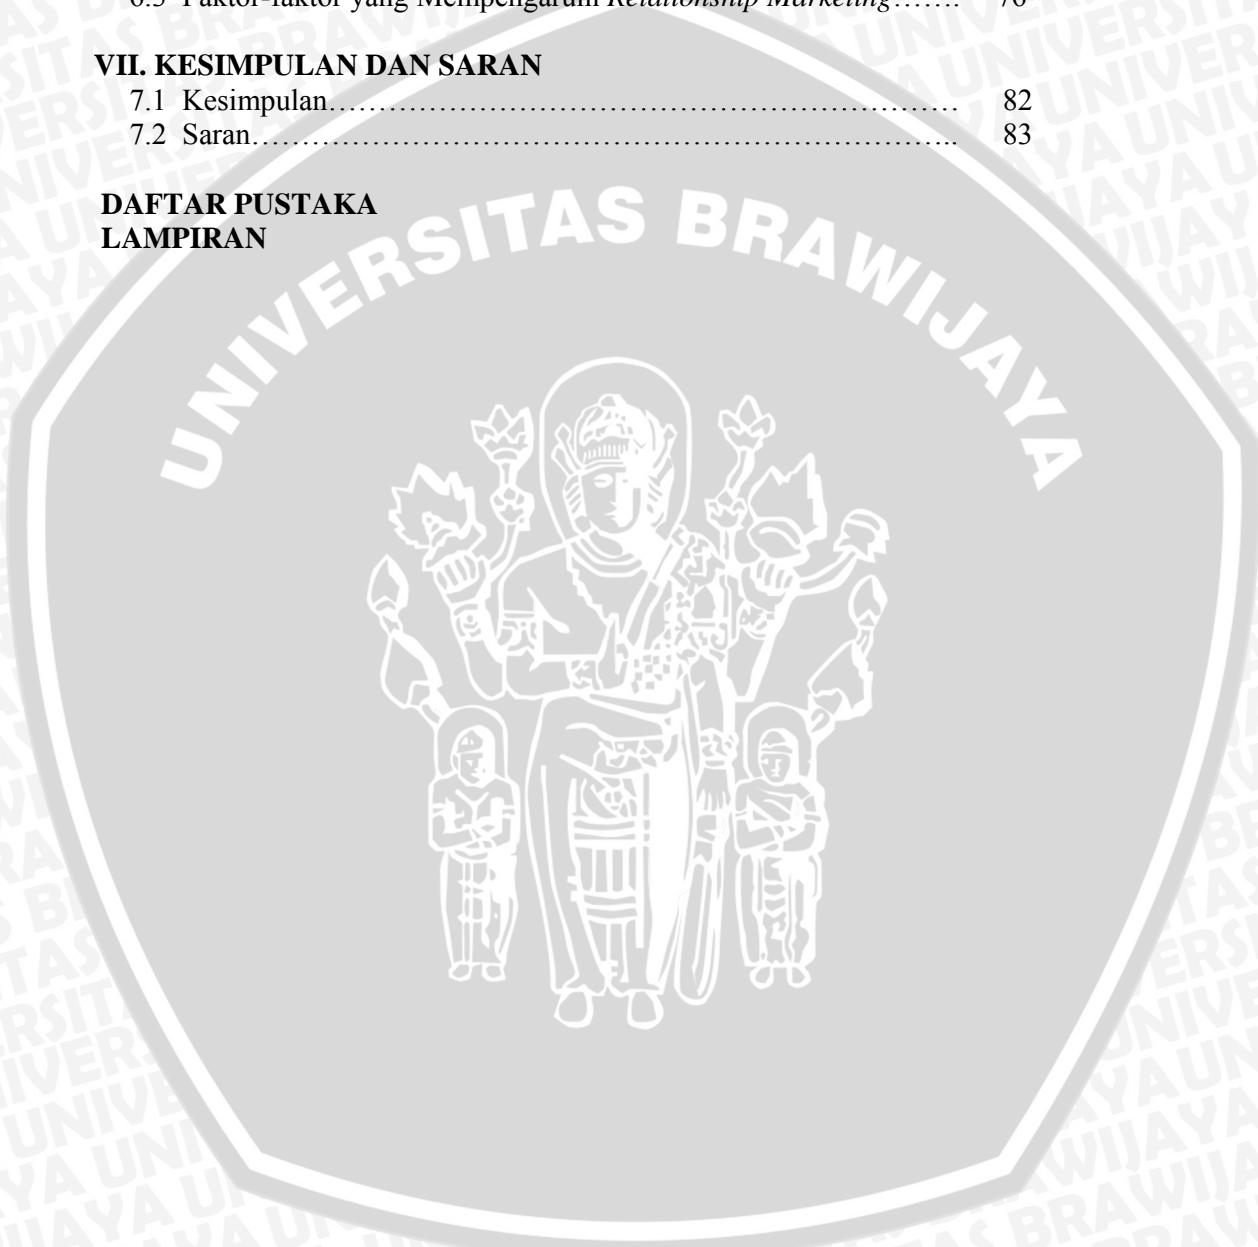 6.3 Faktor-faktor yang Mempengaruhi Relationship Marketing……. 76
VII. KESIMPULAN DAN SARAN
7.1 Kesimpulan………………………………………………………… 82
7.2 Saran……………………………………………………………….. 83
DAFTAR PUSTAKA
LAMPIRAN
UNIVERSITAS BRAWIJAYA